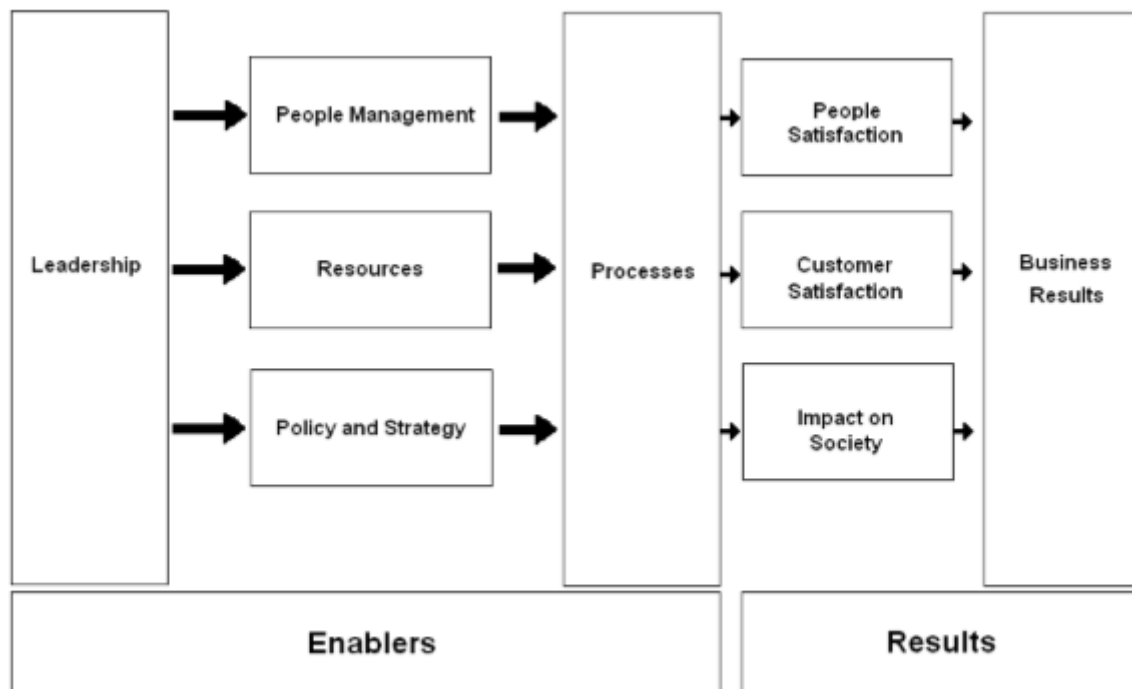 Leadership
People Management
Resources
Policy and Strategy
Processes
People
Satisfaction
Customer
Satisfaction
Impact on
Society
Business
Results
Enablers
Results